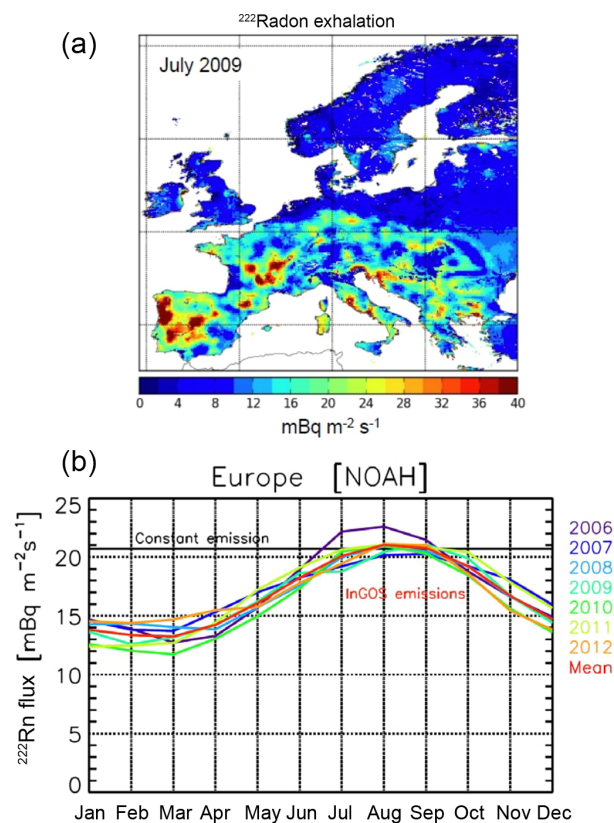 ²²²Radon exhalation
(a)
July 2009
0 4 8 12 16 20 24 28 32 36 40
mBq m⁻² s⁻¹
(b)
Europe [NOAH]
25
20
15
10
5
0
²²²Rn flux [mBq m⁻²s⁻¹]
Constant emission
InGOS emissions
2006
2007
2008
2009
2010
2011
2012
Mean
Jan Feb Mar Apr May Jun Jul Aug Sep Oct Nov Dec